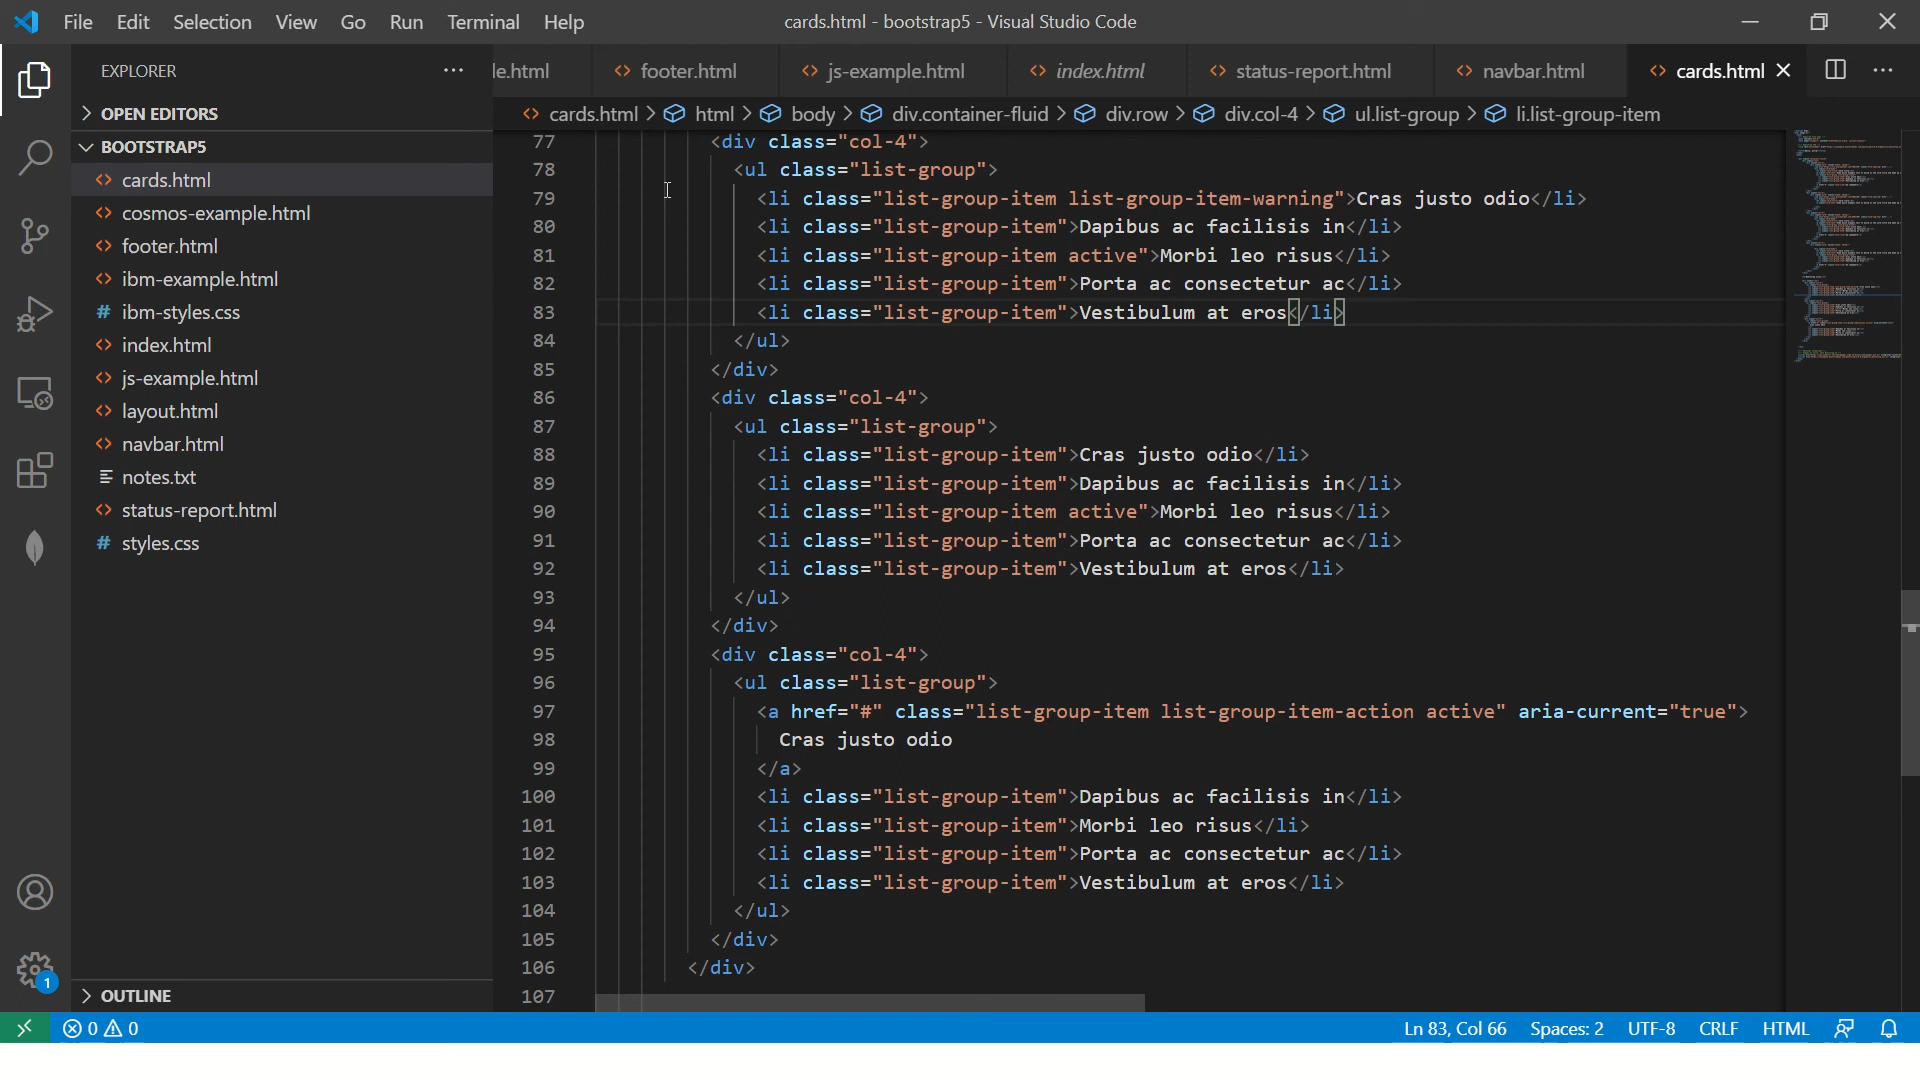 File Edit Selection View Go Run Terminal Help
cards.html - bootstrap5 - Visual Studio Code
EXPLORER
le.html footer.html js-example.html index.html status-report.html navbar.html cards.html
OPEN EDITORS
cards.html html body div.container-fluid div.row div.col-4 ul.list-group li.list-group-item
BOOTSTRAP5
cards.html
cosmos-example.html
footer.html
ibm-example.html
ibm-styles.css
index.html
js-example.html
layout.html
navbar.html
notes.txt
status-report.html
styles.css
OUTLINE
77 <div class="col-4">
78 <ul class="list-group">
79 <li class="list-group-item list-group-item-warning">Cras justo odio</li>
80 <li class="list-group-item">Dapibus ac facilisis in</li>
81 <li class="list-group-item active">Morbi leo risus</li>
82 <li class="list-group-item">Porta ac consectetur ac</li>
83 <li class="list-group-item">Vestibulum at eros</li>
84 </ul>
85 </div>
86 <div class="col-4">
87 <ul class="list-group">
88 <li class="list-group-item">Cras justo odio</li>
89 <li class="list-group-item">Dapibus ac facilisis in</li>
90 <li class="list-group-item active">Morbi leo risus</li>
91 <li class="list-group-item">Porta ac consectetur ac</li>
92 <li class="list-group-item">Vestibulum at eros</li>
93 </ul>
94 </div>
95 <div class="col-4">
96 <ul class="list-group">
97 <a href="#" class="list-group-item list-group-item-action active" aria-current="true">
98 Cras justo odio
99 </a>
100 <li class="list-group-item">Dapibus ac facilisis in</li>
101 <li class="list-group-item">Morbi leo risus</li>
102 <li class="list-group-item">Porta ac consectetur ac</li>
103 <li class="list-group-item">Vestibulum at eros</li>
104 </ul>
105 </div>
106 </div>
107
1
0 0
Ln 83, Col 66 Spaces: 2 UTF-8 CRLF HTML